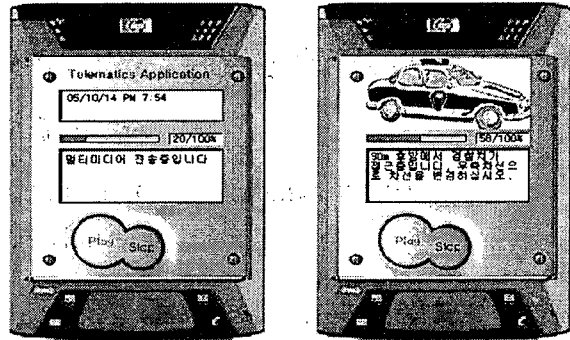 Telematics Application
05/10/14 PM 7:54
20/100%
멀티미디어 전송중입니다
Play
Stop
56/100%
90m 후방에서 경찰차가
접근중입니다. 우측차선으
로 차선을 변경하십시오.
Play
Stop